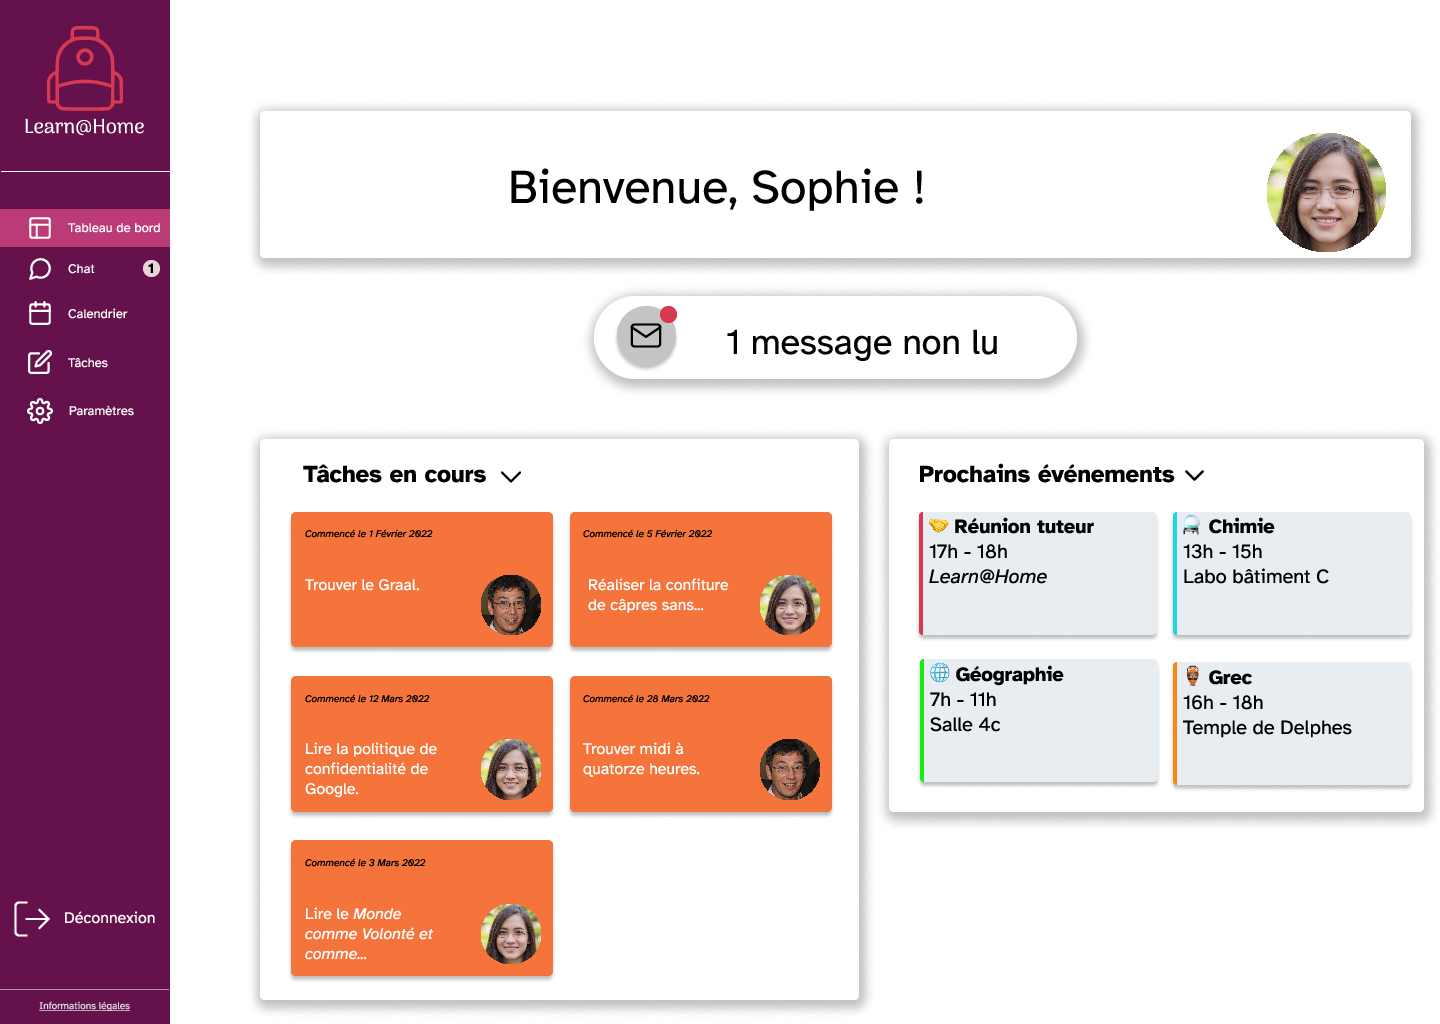 Learn@Home
Tableau de bord
Chat
1
Calendrier
Tâches
Paramètres
Déconnexion
Informations légales
Bienvenue, Sophie !
1 message non lu
Tâches en cours
Commencé le 1 Février 2022
Trouver le Graal.
Commencé le 5 Février 2022
Réaliser la confiture
de câpres sans...
Commencé le 12 Mars 2022
Lire la politique de
confidentialité de
Google.
Commencé le 28 Mars 2022
Trouver midi à
quatorze heures.
Commencé le 3 Mars 2022
Lire le Monde
comme Volonté et
comme...
Prochains événements
Réunion tuteur
17h - 18h
Learn@Home
Chimie
13h - 15h
Labo bâtiment C
Géographie
7h - 11h
Salle 4c
Grec
16h - 18h
Temple de Delphes